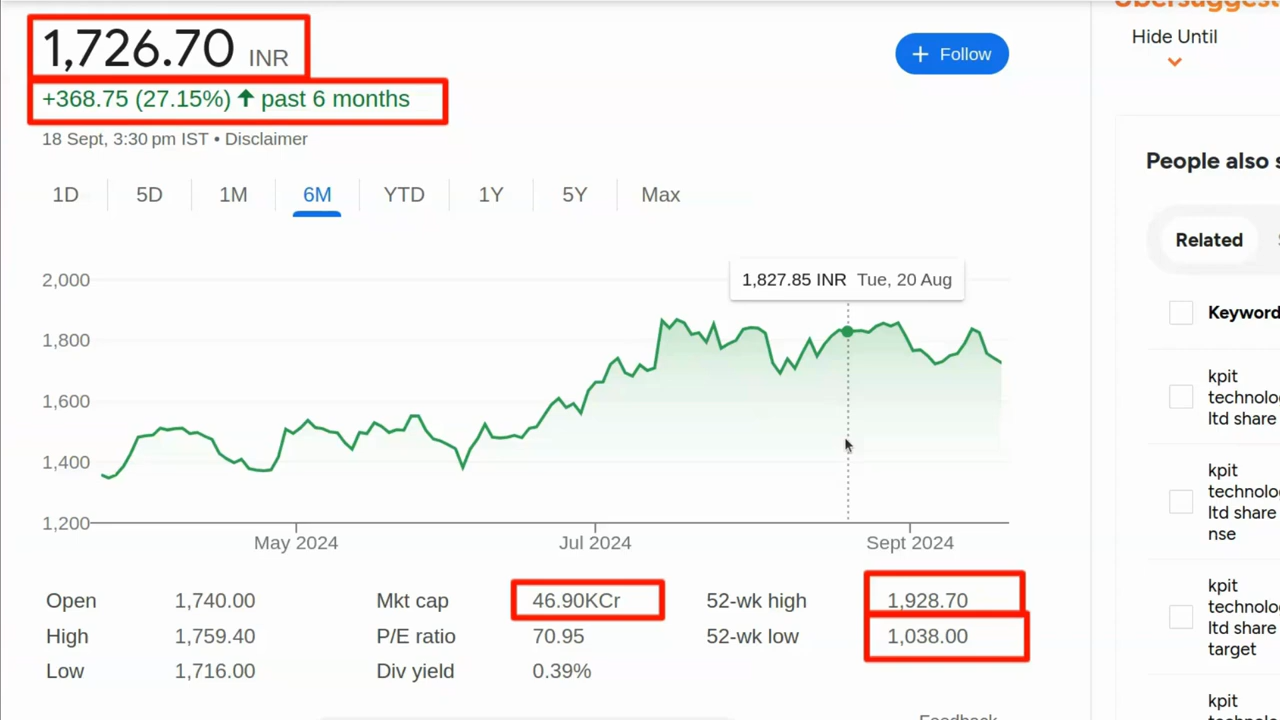 1,726.70 INR
+ Follow
+368.75 (27.15%) ↑ past 6 months
18 Sept, 3:30 pm IST • Disclaimer
1D 5D 1M 6M YTD 1Y 5Y Max
1,827.85 INR Tue, 20 Aug
2,000
1,800
1,600
1,400
1,200
May 2024 Jul 2024 Sept 2024
Open 1,740.00 Mkt cap 46.90KCr 52-wk high 1,928.70
High 1,759.40 P/E ratio 70.95 52-wk low 1,038.00
Low 1,716.00 Div yield 0.39%
Hide Until
People also
Related
Keyword
kpit
ltd share
kpit
ltd share
nse
kpit
ltd share
target
kpit